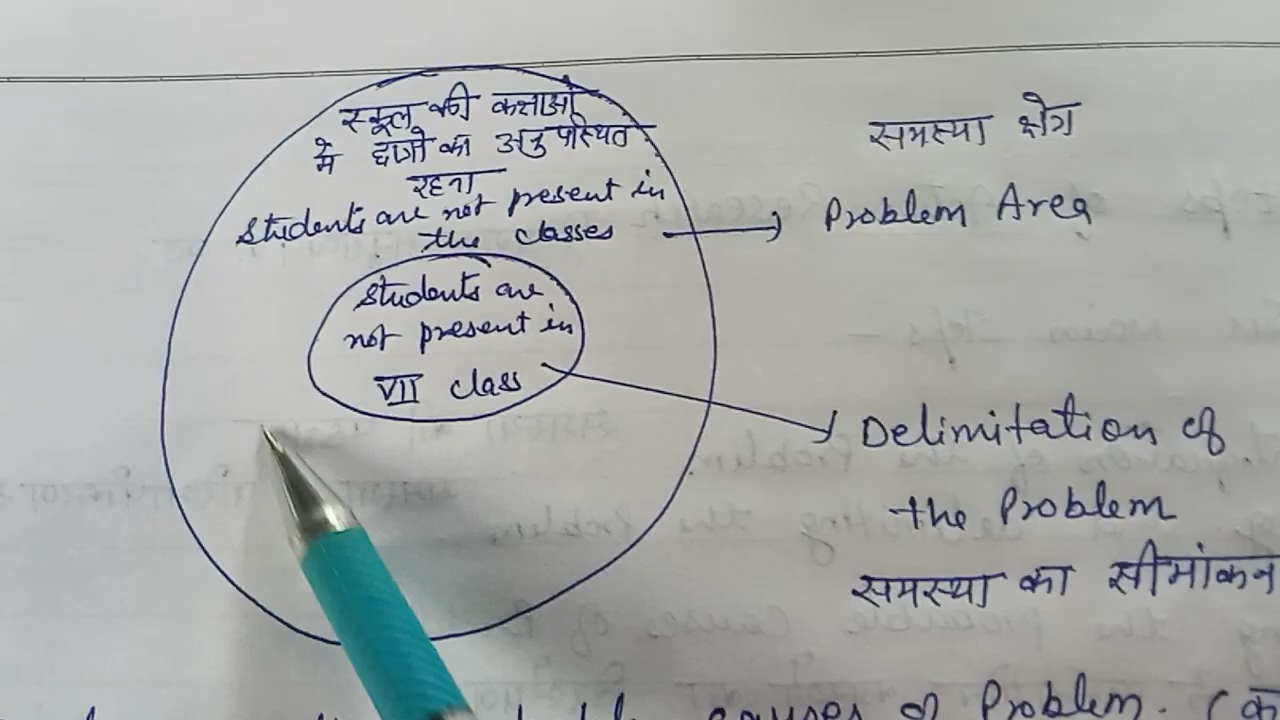 स्कूल की कक्षाओं
में छात्रों का अनुपस्थित
रहना
Students are not present in
the classes
Students are
not present in
VII class
समस्या क्षेत्र
Problem Area
Delimitation of
the Problem
समस्या का सीमांकन
causes of Problem.